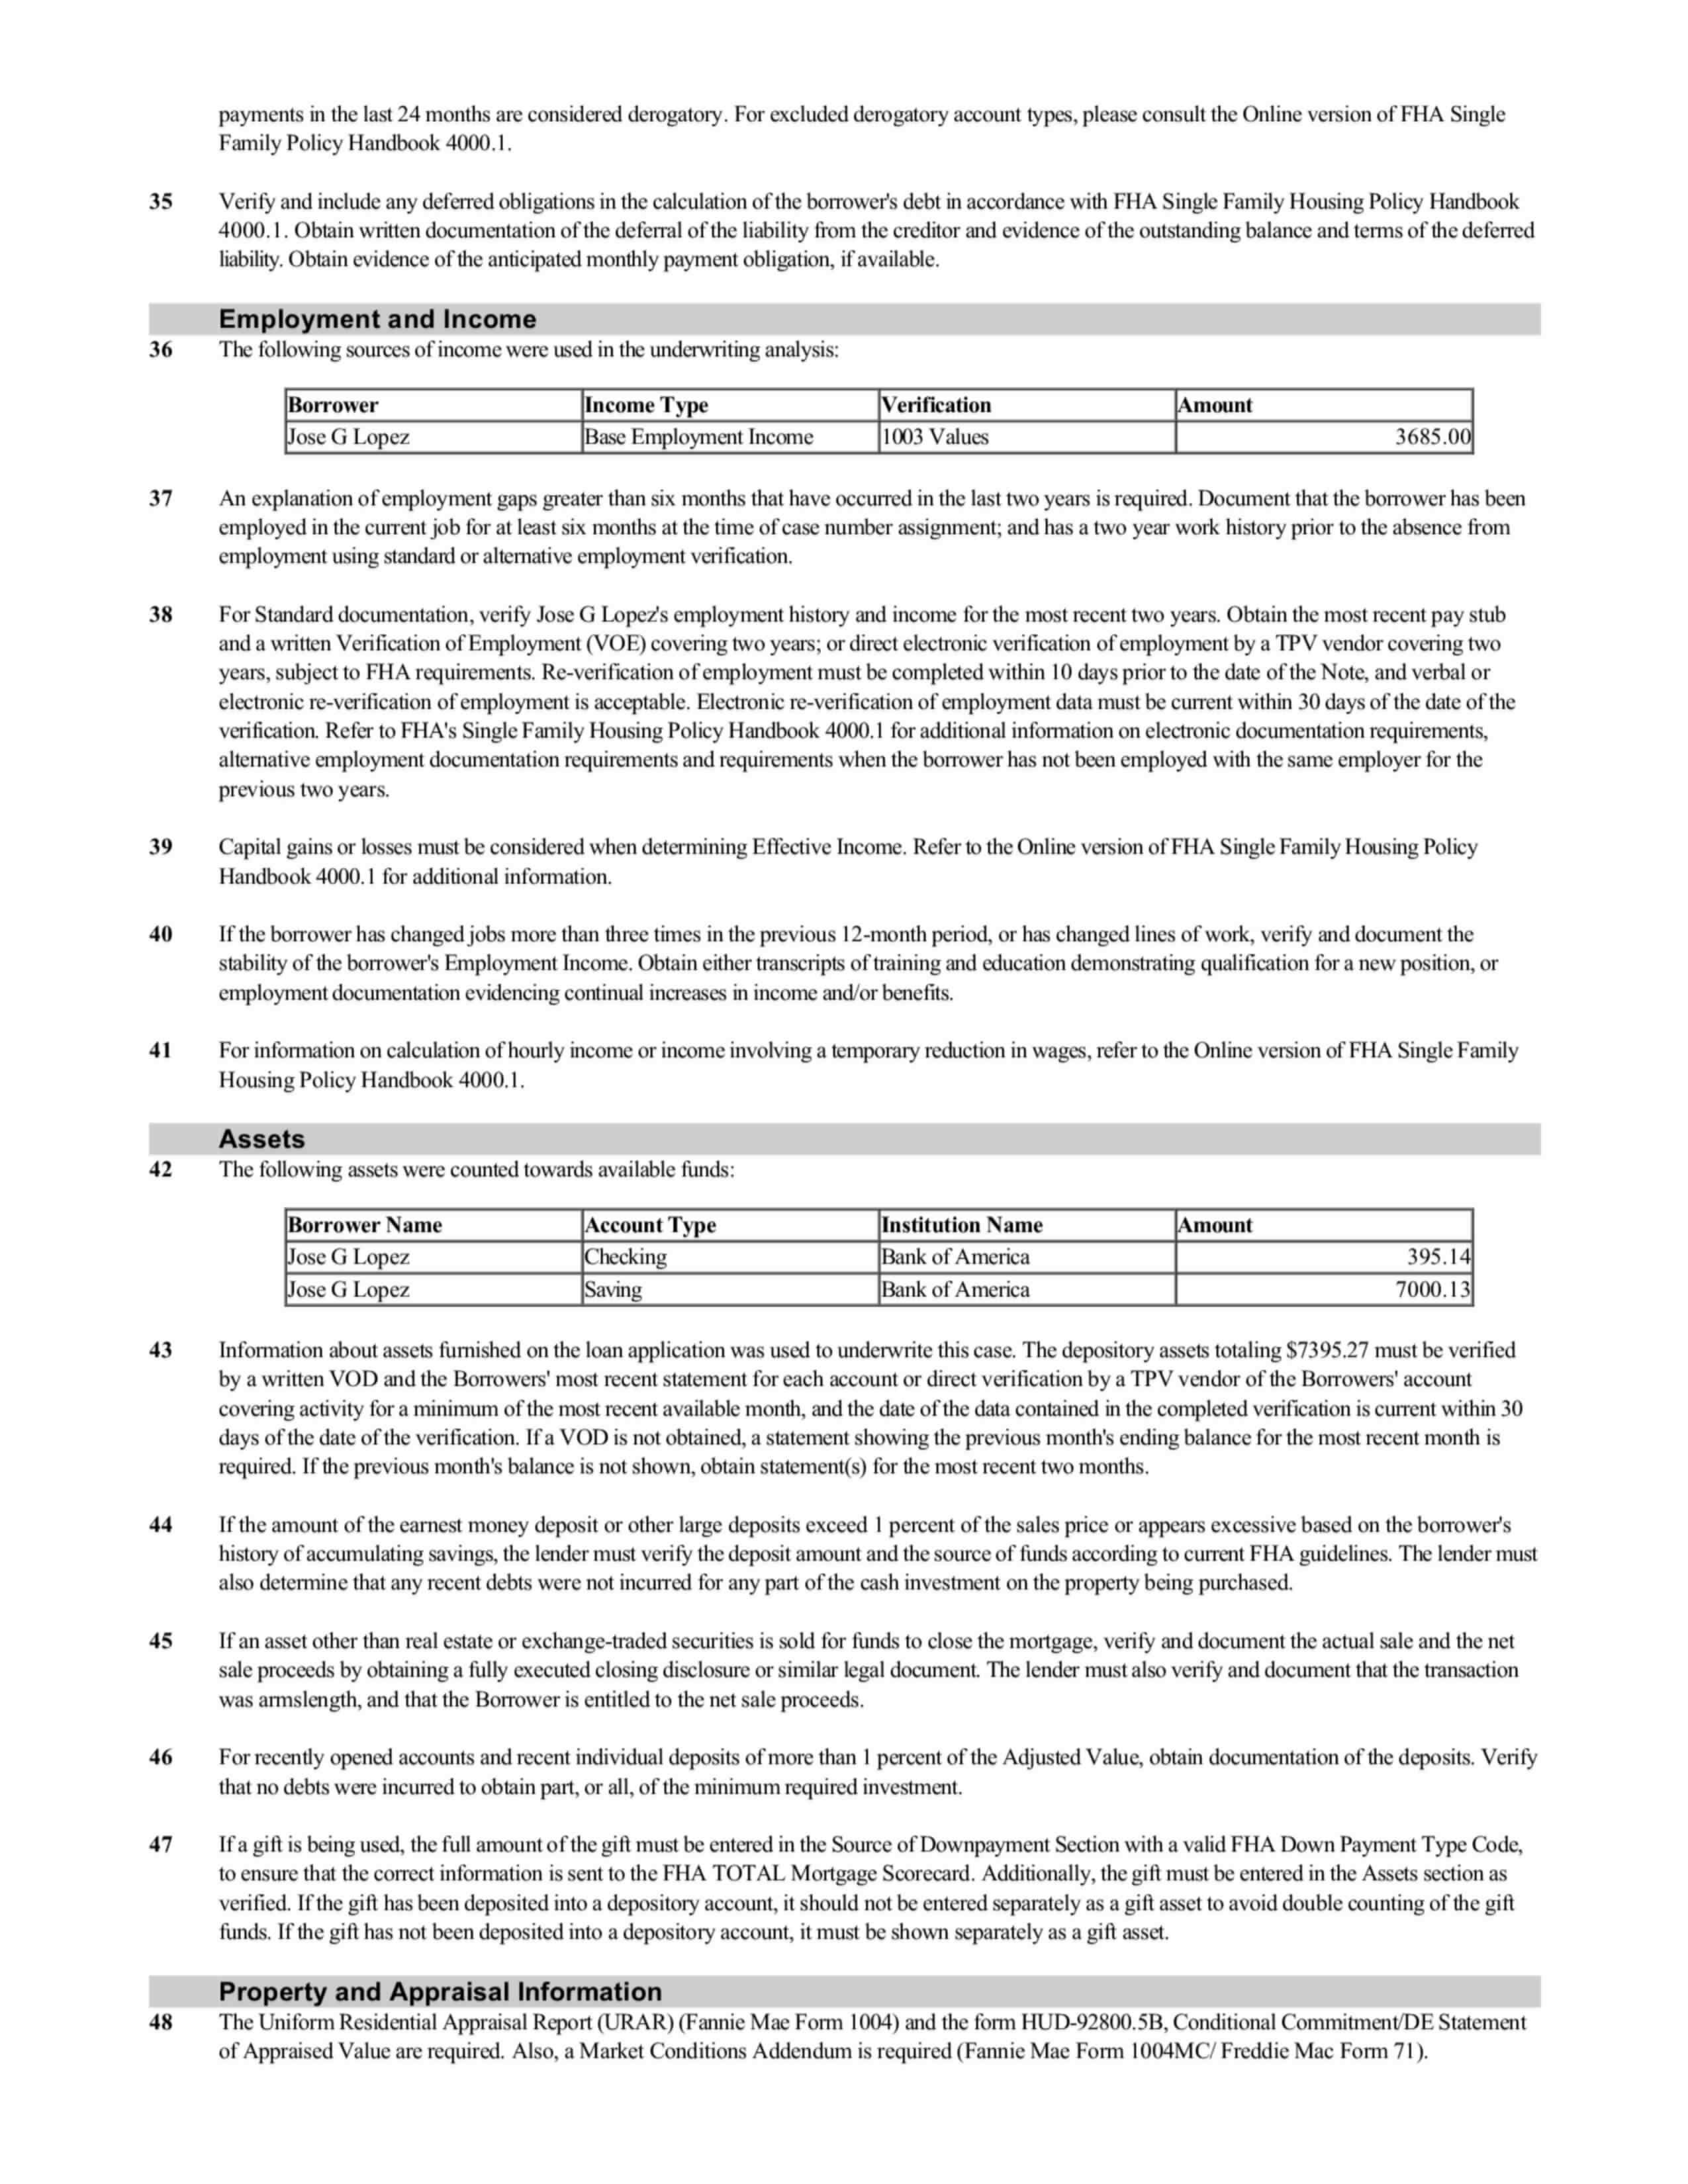 payments in the last 24 months are considered derogatory. For excluded derogatory account types, please consult the Online version of FHA Single
Family Policy Handbook 4000.1.
35 Verify and include any deferred obligations in the calculation of the borrower's debt in accordance with FHA Single Family Housing Policy Handbook
4000.1. Obtain written documentation of the deferral of the liability from the creditor and evidence of the outstanding balance and terms of the deferred
liability. Obtain evidence of the anticipated monthly payment obligation, if available.
Employment and Income
36 The following sources of income were used in the underwriting analysis:
Borrower Income Type Verification Amount
Jose G Lopez Base Employment Income 1003 Values 3685.00
37 An explanation of employment gaps greater than six months that have occurred in the last two years is required. Document that the borrower has been
employed in the current job for at least six months at the time of case number assignment; and has a two year work history prior to the absence from
employment using standard or alternative employment verification.
38 For Standard documentation, verify Jose G Lopez's employment history and income for the most recent two years. Obtain the most recent pay stub
and a written Verification of Employment (VOE) covering two years; or direct electronic verification of employment by a TPV vendor covering two
years, subject to FHA requirements. Re-verification of employment must be completed within 10 days prior to the date of the Note, and verbal or
electronic re-verification of employment is acceptable. Electronic re-verification of employment data must be current within 30 days of the date of the
verification. Refer to FHA's Single Family Housing Policy Handbook 4000.1 for additional information on electronic documentation requirements,
alternative employment documentation requirements and requirements when the borrower has not been employed with the same employer for the
previous two years.
39 Capital gains or losses must be considered when determining Effective Income. Refer to the Online version of FHA Single Family Housing Policy
Handbook 4000.1 for additional information.
40 If the borrower has changed jobs more than three times in the previous 12-month period, or has changed lines of work, verify and document the
stability of the borrower's Employment Income. Obtain either transcripts of training and education demonstrating qualification for a new position, or
employment documentation evidencing continual increases in income and/or benefits.
41 For information on calculation of hourly income or income involving a temporary reduction in wages, refer to the Online version of FHA Single Family
Housing Policy Handbook 4000.1.
Assets
42 The following assets were counted towards available funds:
Borrower Name Account Type Institution Name Amount
Jose G Lopez Checking Bank of America 395.14
Jose G Lopez Saving Bank of America 7000.13
43 Information about assets furnished on the loan application was used to underwrite this case. The depository assets totaling $7395.27 must be verified
by a written VOD and the Borrowers' most recent statement for each account or direct verification by a TPV vendor of the Borrowers' account
covering activity for a minimum of the most recent available month, and the date of the data contained in the completed verification is current within 30
days of the date of the verification. If a VOD is not obtained, a statement showing the previous month's ending balance for the most recent month is
required. If the previous month's balance is not shown, obtain statement(s) for the most recent two months.
44 If the amount of the earnest money deposit or other large deposits exceed 1 percent of the sales price or appears excessive based on the borrower's
history of accumulating savings, the lender must verify the deposit amount and the source of funds according to current FHA guidelines. The lender must
also determine that any recent debts were not incurred for any part of the cash investment on the property being purchased.
45 If an asset other than real estate or exchange-traded securities is sold for funds to close the mortgage, verify and document the actual sale and the net
sale proceeds by obtaining a fully executed closing disclosure or similar legal document. The lender must also verify and document that the transaction
was armslength, and that the Borrower is entitled to the net sale proceeds.
46 For recently opened accounts and recent individual deposits of more than 1 percent of the Adjusted Value, obtain documentation of the deposits. Verify
that no debts were incurred to obtain part, or all, of the minimum required investment.
47 If a gift is being used, the full amount of the gift must be entered in the Source of Downpayment Section with a valid FHA Down Payment Type Code,
to ensure that the correct information is sent to the FHA TOTAL Mortgage Scorecard. Additionally, the gift must be entered in the Assets section as
verified. If the gift has been deposited into a depository account, it should not be entered separately as a gift asset to avoid double counting of the gift
funds. If the gift has not been deposited into a depository account, it must be shown separately as a gift asset.
Property and Appraisal Information
48 The Uniform Residential Appraisal Report (URAR) (Fannie Mae Form 1004) and the form HUD-92800.5B, Conditional Commitment/DE Statement
of Appraised Value are required. Also, a Market Conditions Addendum is required (Fannie Mae Form 1004MC/ Freddie Mac Form 71).